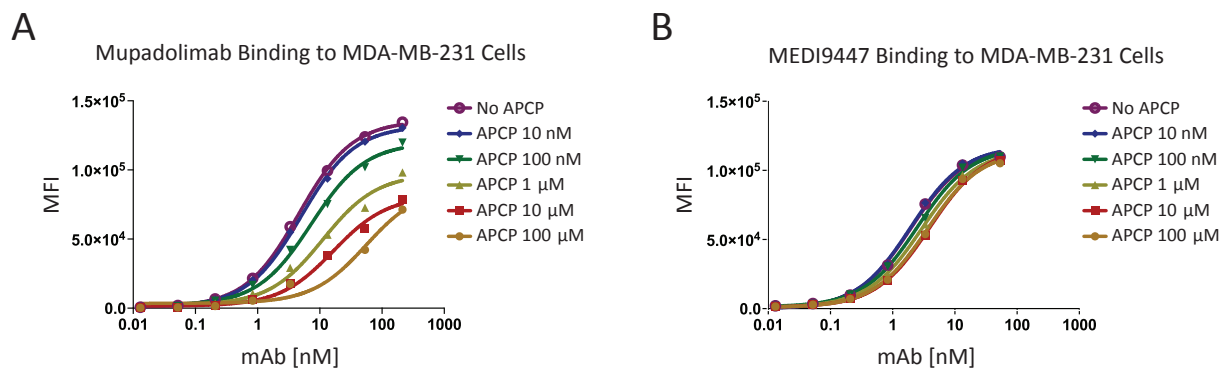 A
Mupadolimab Binding to MDA-MB-231 Cells
MFI
1.5×10⁵
1.0×10⁵
5.0×10⁴
0.0
0.01 0.1 1 10 100 1000
mAb [nM]
No APCP
APCP 10 nM
APCP 100 nM
APCP 1 μM
APCP 10 μM
APCP 100 μM
B
MEDI9447 Binding to MDA-MB-231 Cells
MFI
1.5×10⁵
1.0×10⁵
5.0×10⁴
0.0
0.01 0.1 1 10 100 1000
mAb [nM]
No APCP
APCP 10 nM
APCP 100 nM
APCP 1 μM
APCP 10 μM
APCP 100 μM